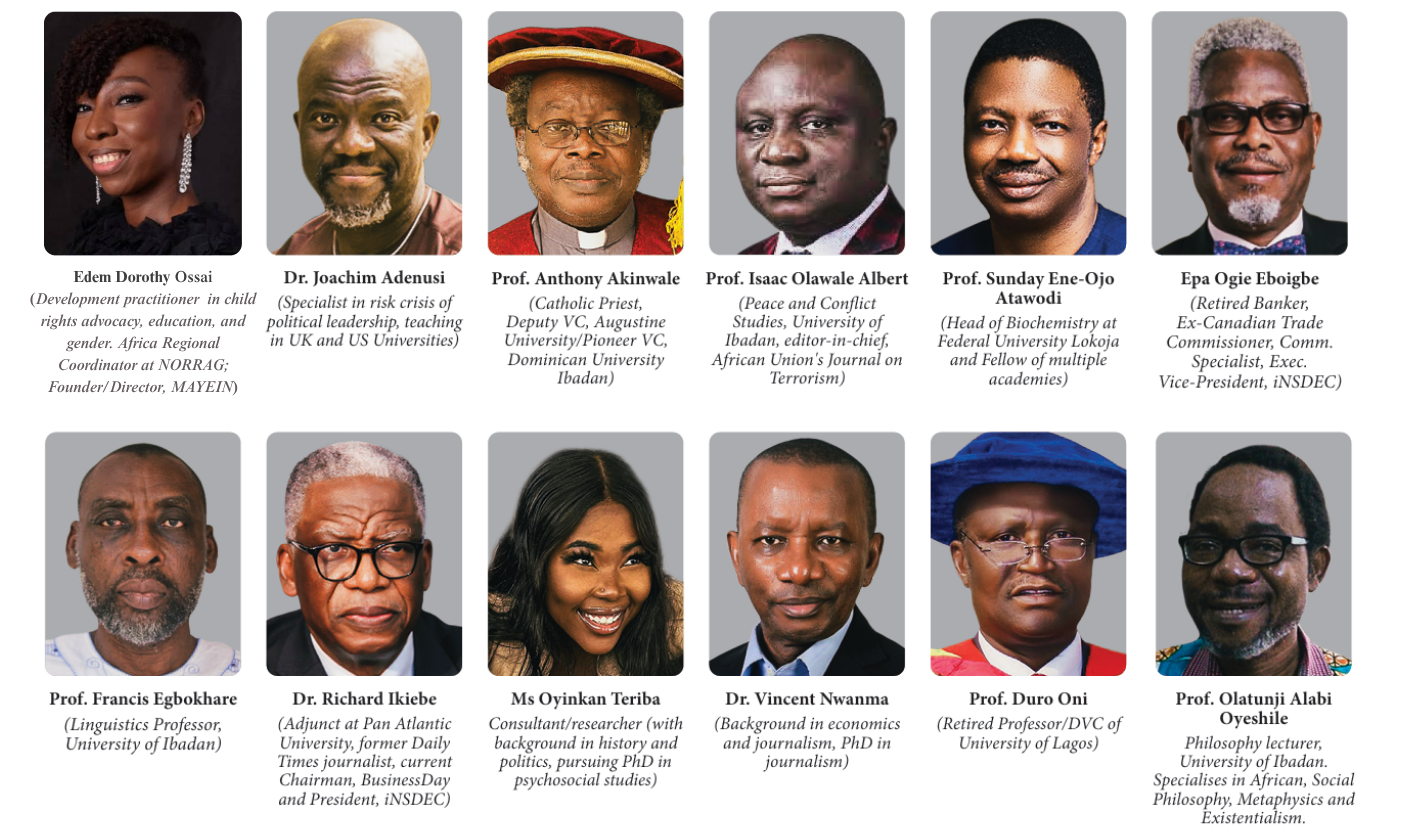 Edem Dorothy Ossai
(Development practitioner in child
rights advocacy, education, and
gender. Africa Regional
Coordinator at NORRAG;
Founder/Director, MAYEIN)
Dr. Joachim Adenusi
(Specialist in risk crisis of
political leadership, teaching
in UK and US Universities)
Prof. Anthony Akinwale
(Catholic Priest,
Deputy VC, Augustine
University/Pioneer VC,
Dominican University
Ibadan)
Prof. Isaac Olawale Albert
(Peace and Conflict
Studies, University of
Ibadan, editor-in-chief,
African Union's Journal on
Terrorism)
Prof. Sunday Ene-Ojo
Atawodi
(Head of Biochemistry at
Federal University Lokoja
and Fellow of multiple
academies)
Epa Ogie Eboigbe
(Retired Banker,
Ex-Canadian Trade
Commissioner, Comm.
Specialist, Exec.
Vice-President, iNSDEC)
Prof. Francis Egbokhare
(Linguistics Professor,
University of Ibadan)
Dr. Richard Ikiebe
(Adjunct at Pan Atlantic
University, former Daily
Times journalist, current
Chairman, BusinessDay
and President, iNSDEC)
Ms Oyinkan Teriba
Consultant/researcher (with
background in history and
politics, pursuing PhD in
psychosocial studies)
Dr. Vincent Nwanma
(Background in economics
and journalism, PhD in
journalism)
Prof. Duro Oni
(Retired Professor/DVC of
University of Lagos)
Prof. Olatunji Alabi
Oyeshile
Philosophy lecturer,
University of Ibadan.
Specialises in African, Social
Philosophy, Metaphysics and
Existentialism.